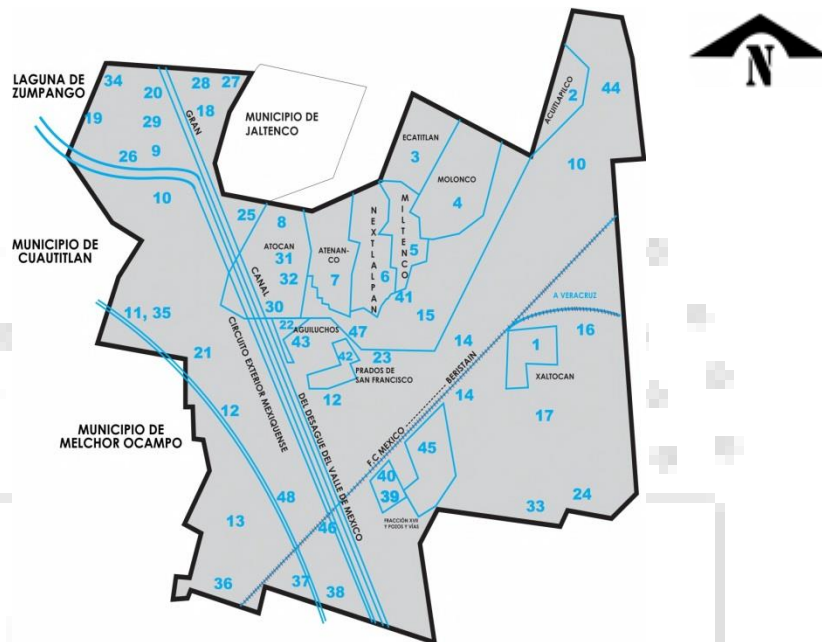 N
LAGUNA DE
ZUMPANGO
MUNICIPIO DE
JALTENCO
MUNICIPIO DE
CUAUTITLAN
MUNICIPIO DE
MELCHOR OCAMPO
34
20
28
27
19
29
18
GRAN
26
9
10
ECATITLAN
3
MOLONCO
4
ACUITLAPILCO
2
44
10
25
8
ATOCAN
31
32
30
CANAL
ATENAN-
CO
7
NEXTLALPAN
6
MILTENCO
5
41
15
A VERACRUZ
16
1
XALTOCAN
17
11, 35
21
12
22
AGUILUCHOS
43
47
42
23
PRADOS DE
SAN FRANCISCO
12
14
14
CIRCUITO EXTERIOR MEXIQUENSE
DEL DESAGUE DEL VALLE DE MEXICO
F.C MEXICO ---------- BERISTAIN
45
40
39
FRACCIÓN XVII
Y POZOS Y VÍAS
33
24
48
46
13
36
37
38